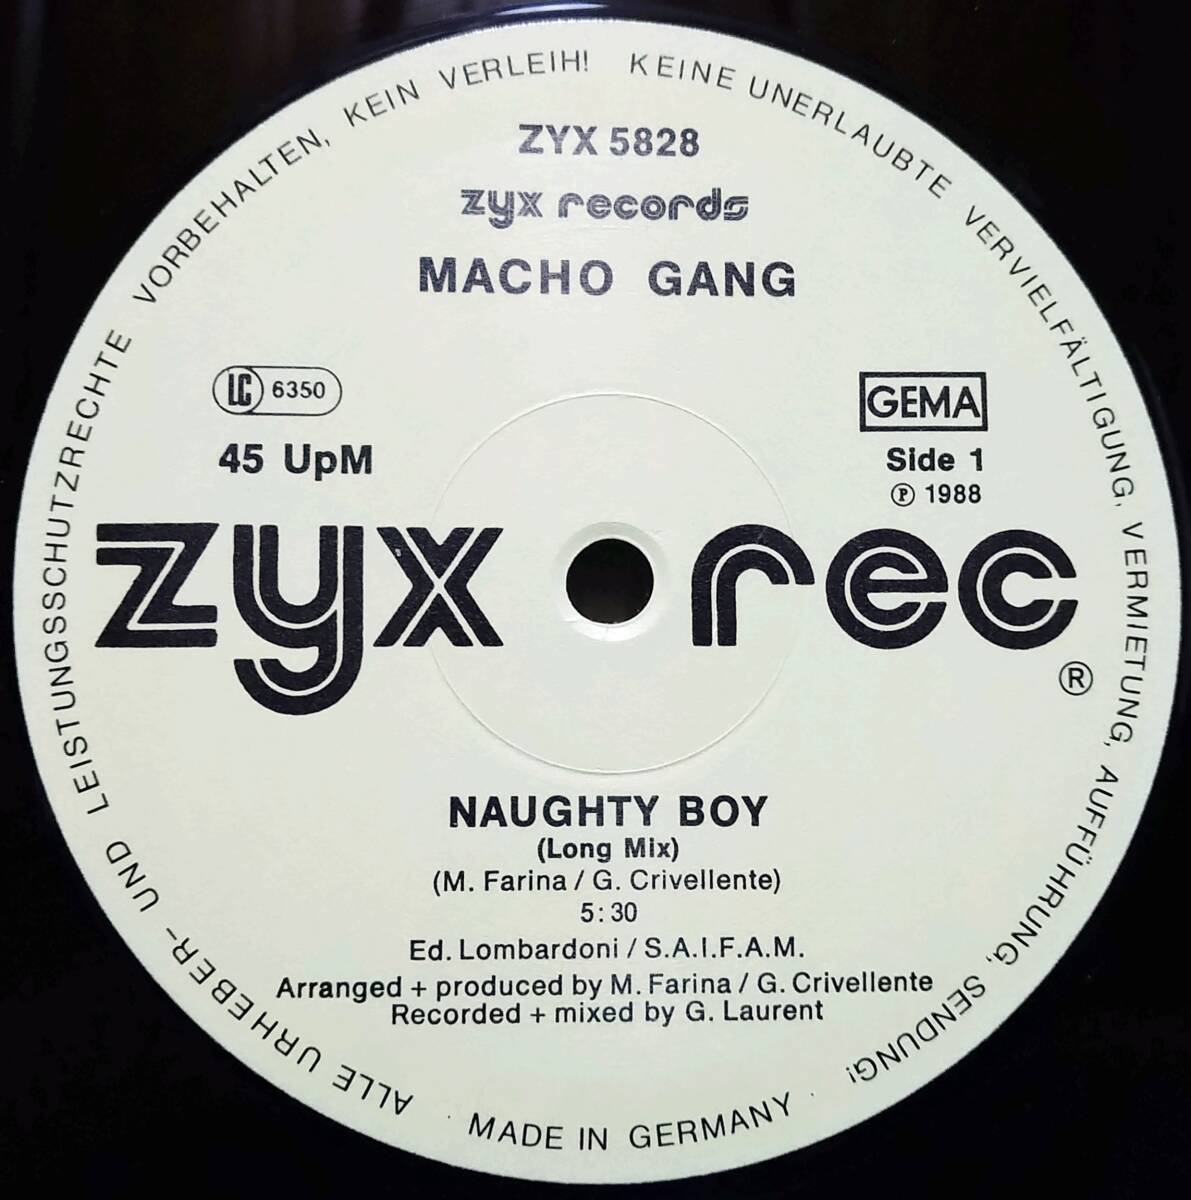 ALLE URHEBER- UND LEISTUNGSSCHUTZRECHTE VORBEHALTEN, KEIN VERLEIH! KEINE UNERLAUBTE VERVIELFÄLTIGUNG, VERMIETUNG, AUFFÜHRUNG, SENDUNG!
ZYX 5828
zyx records
MACHO GANG
LC 6350
GEMA
45 UpM
Side 1
℗ 1988
zyx rec ®
NAUGHTY BOY
(Long Mix)
(M. Farina / G. Crivellente)
5:30
Ed. Lombardoni / S.A.I.F.A.M.
Arranged + produced by M. Farina / G. Crivellente
Recorded + mixed by G. Laurent
· MADE IN GERMANY ·